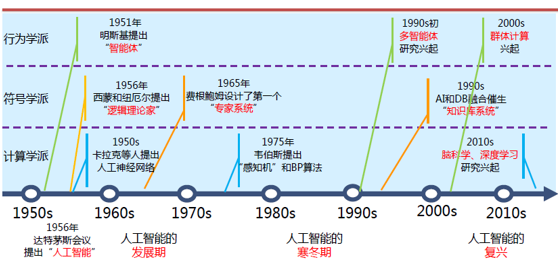 1951年
明斯基提出
“智能体”
1990s初
多智能体
研究兴起
2000s
群体计算
兴起
行为学派
1956年
西蒙和纽厄尔提出
“逻辑理论家”
1965年
费根鲍姆设计了第一个
“专家系统”
1990s
AI和DB融合催生
“知识库系统”
符号学派
1950s
卡拉克等人提出
人工神经网络
1975年
韦伯斯提出
“感知机”和BP算法
2010s
脑科学、深度学习
研究兴起
计算学派
1950s
1960s
1970s
1980s
1990s
2000s
2010s
1956年
达特茅斯会议
提出“人工智能”
人工智能的
发展期
人工智能的
寒冬期
人工智能的
复兴